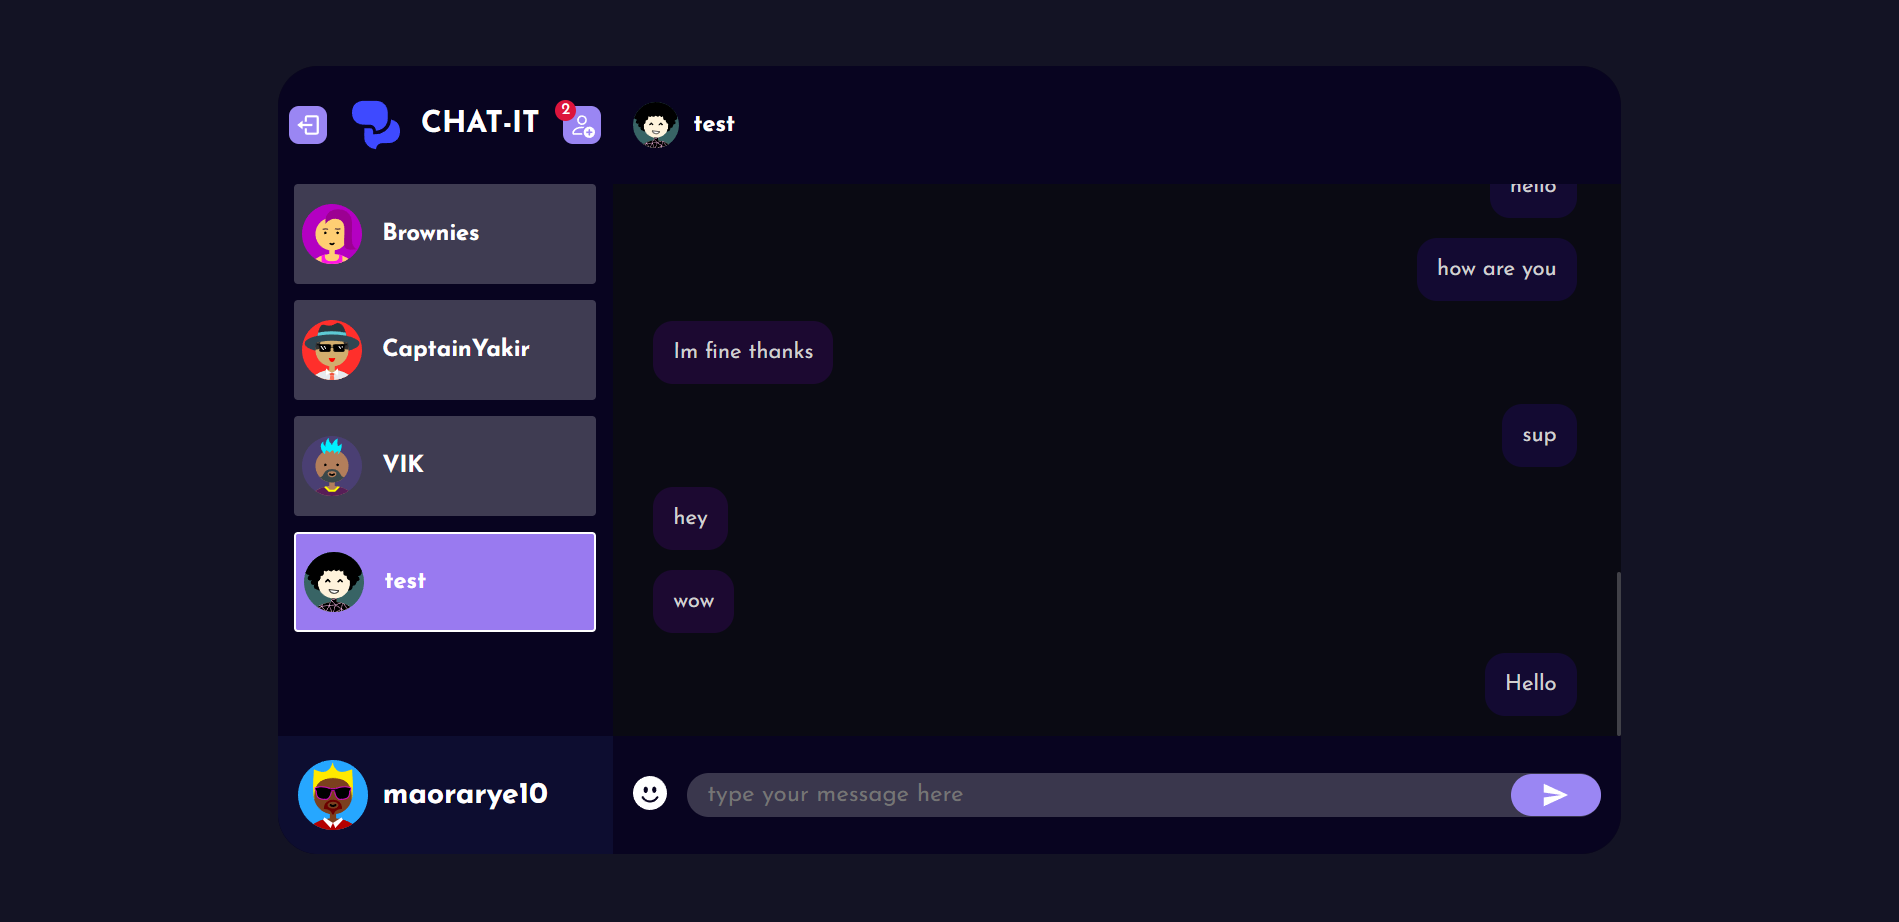 CHAT-IT
2
test
Brownies
CaptainYakir
VIK
test
maorarye10
hello
how are you
Im fine thanks
sup
hey
wow
Hello
type your message here